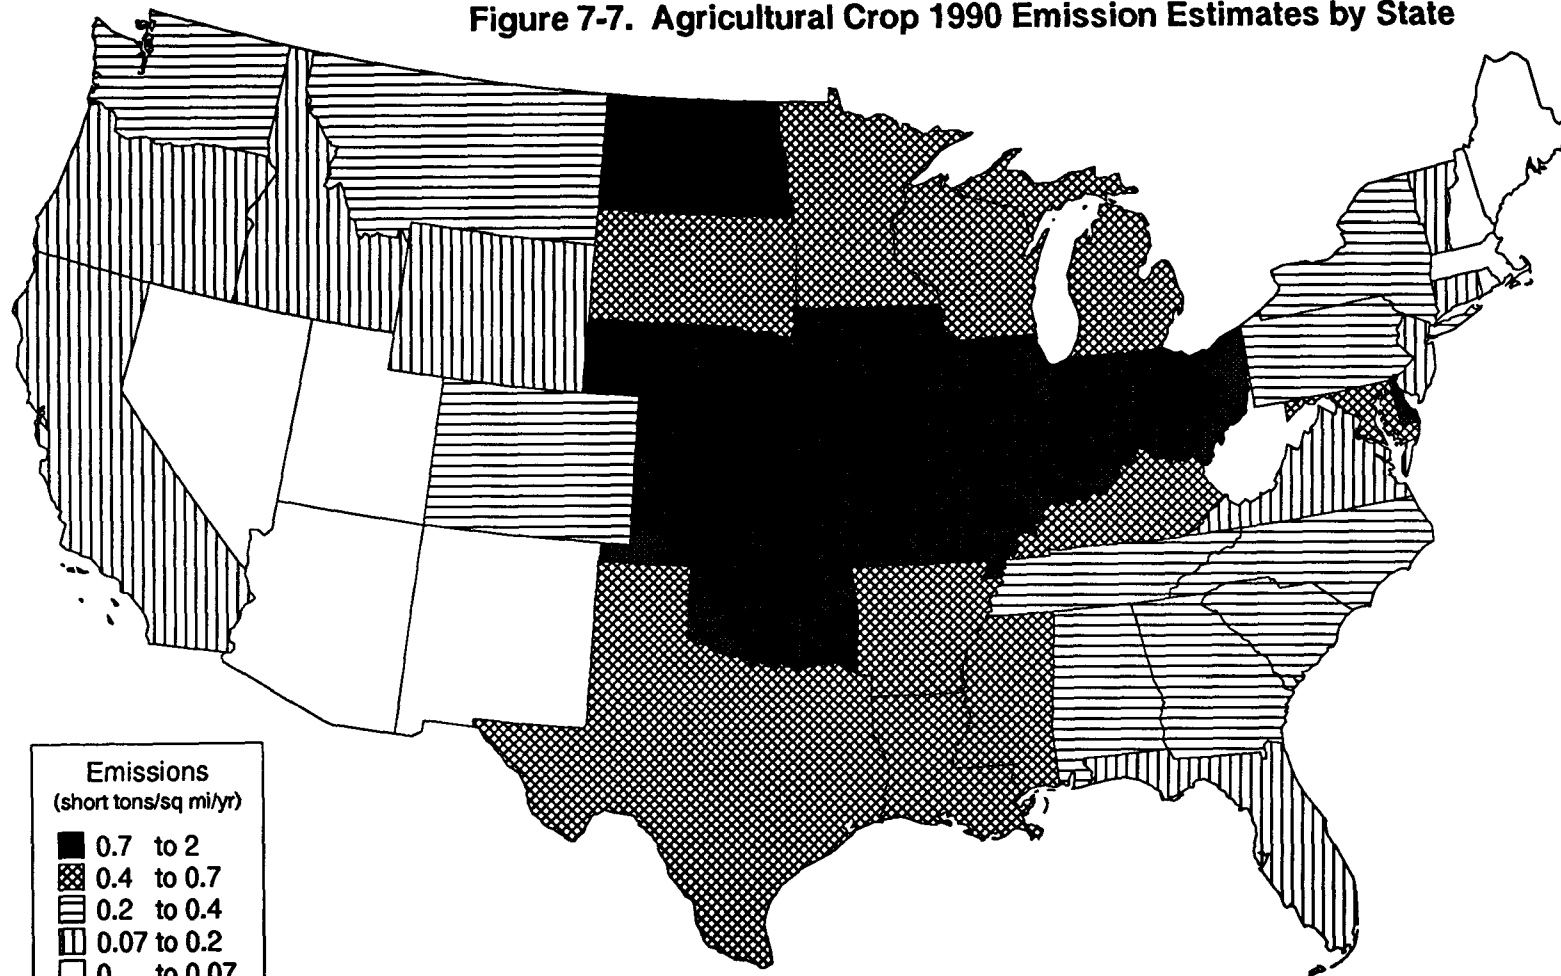 Figure 7-7. Agricultural Crop 1990 Emission Estimates by State
Emissions
(short tons/sq mi/yr)
0.7 to 2
0.4 to 0.7
0.2 to 0.4
0.07 to 0.2
0 to 0.07